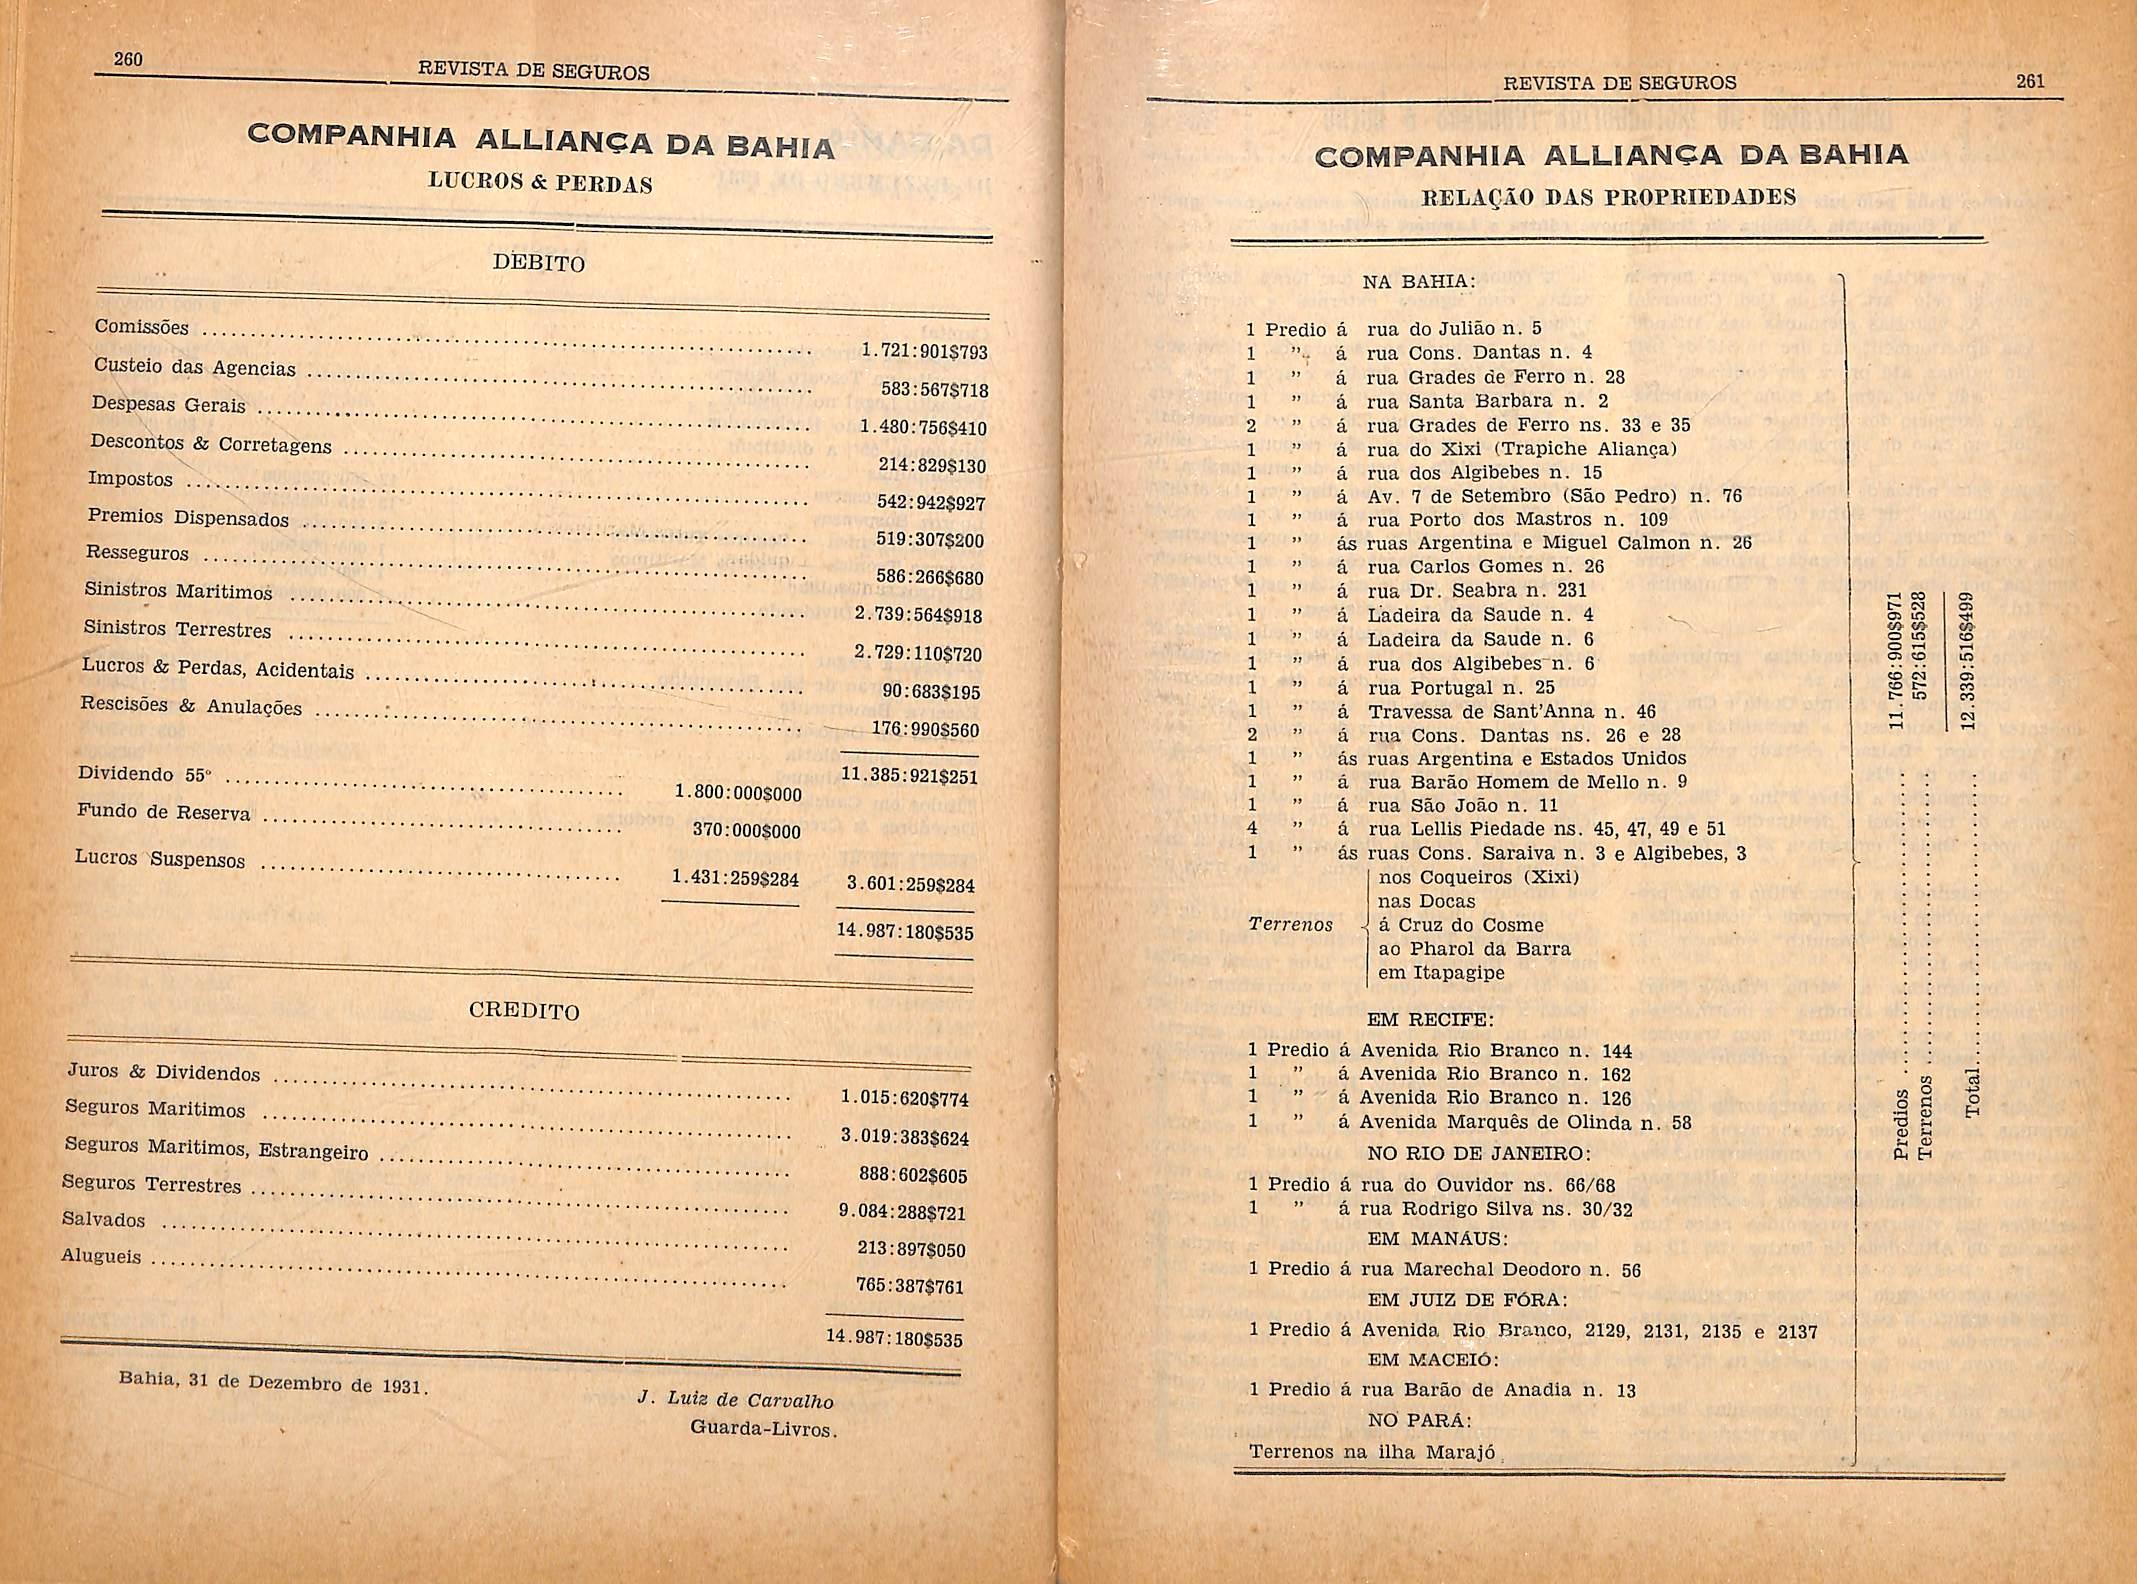 260
REVISTA DE SEGUROS
COMPANHIA ALLIANÇA DA BAHIA
LUCROS & PERDAS
DEBITO
Comissões ........ 1.721:901$793
Custeio das Agencias ........ 583:567$718
Despesas Gerais ........ 1.480:756$410
Descontos & Corretagens ........ 214:829$130
Impostos ........ 542:942$927
Premios Dispensados ........ 519:307$200
Resseguros ........ 586:266$680
Sinistros Maritimos ........ 2.739:564$918
Sinistros Terrestres ........ 2.729:110$720
Lucros & Perdas, Acidentais ........ 90:683$195
Rescisões & Anulações ........ 176:990$560
11.385:921$251
Dividendo 55º ........ 1.800:000$000
Fundo de Reserva ........ 370:000$000
Lucros Suspensos ........ 1.431:259$284 3.601:259$284
14.987:180$535
CREDITO
Juros & Dividendos ........ 1.015:620$774
Seguros Maritimos ........ 3.019:383$624
Seguros Maritimos, Estrangeiro ........ 888:602$605
Seguros Terrestres ........ 9.084:288$721
Salvados ........ 213:897$050
Alugueis ........ 765:387$761
14.987:180$535
Bahia, 31 de Dezembro de 1931.
J. Luiz de Carvalho
Guarda-Livros.
REVISTA DE SEGUROS 261
COMPANHIA ALLIANÇA DA BAHIA
RELAÇÃO DAS PROPRIEDADES
NA BAHIA:
1 Predio á rua do Julião n. 5
1 " á rua Cons. Dantas n. 4
1 " á rua Grades de Ferro n. 28
1 " á rua Santa Barbara n. 2
2 " á rua Grades de Ferro ns. 33 e 35
1 " á rua do Xixi (Trapiche Aliança)
1 " á rua dos Algibebes n. 15
1 " á Av. 7 de Setembro (São Pedro) n. 76
1 " á rua Porto dos Mastros n. 109
1 " ás ruas Argentina e Miguel Calmon n. 26
1 " á rua Carlos Gomes n. 26
1 " á rua Dr. Seabra n. 231
1 " á Ladeira da Saude n. 4
1 " á Ladeira da Saude n. 6
1 " á rua dos Algibebes n. 6
1 " á rua Portugal n. 25
1 " á Travessa de Sant'Anna n. 46
2 " á rua Cons. Dantas ns. 26 e 28
1 " ás ruas Argentina e Estados Unidos
1 " á rua Barão Homem de Mello n. 9
1 " á rua São João n. 11
4 " á rua Lellis Piedade ns. 45, 47, 49 e 51
1 " ás ruas Cons. Saraiva n. 3 e Algibebes, 3
nos Coqueiros (Xixi)
nas Docas
Terrenos á Cruz do Cosme
ao Pharol da Barra
em Itapagipe
EM RECIFE:
1 Predio á Avenida Rio Branco n. 144
1 " á Avenida Rio Branco n. 162
1 " á Avenida Rio Branco n. 126
1 " á Avenida Marquês de Olinda n. 58
NO RIO DE JANEIRO:
1 Predio á rua do Ouvidor ns. 66/68
1 " á rua Rodrigo Silva ns. 30/32
EM MANÁUS:
1 Predio á rua Marechal Deodoro n. 56
EM JUIZ DE FÓRA:
1 Predio á Avenida Rio Branco, 2129, 2131, 2135 e 2137
EM MACEIÓ:
1 Predio á rua Barão de Anadia n. 13
NO PARÁ:
Terrenos na ilha Marajó
Predios ........ 11.766:900$971
Terrenos ........ 572:615$528
Total ........ 12.339:516$499